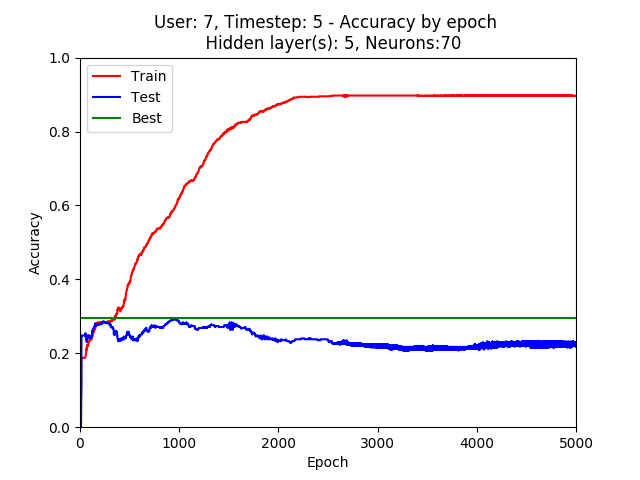 User: 7, Timestep: 5 - Accuracy by epoch
Hidden layer(s): 5, Neurons:70
1.0
Train
Test
Best
0.8
0.6
Accuracy
0.4
0.2
0.0
0 1000 2000 3000 4000 5000
Epoch